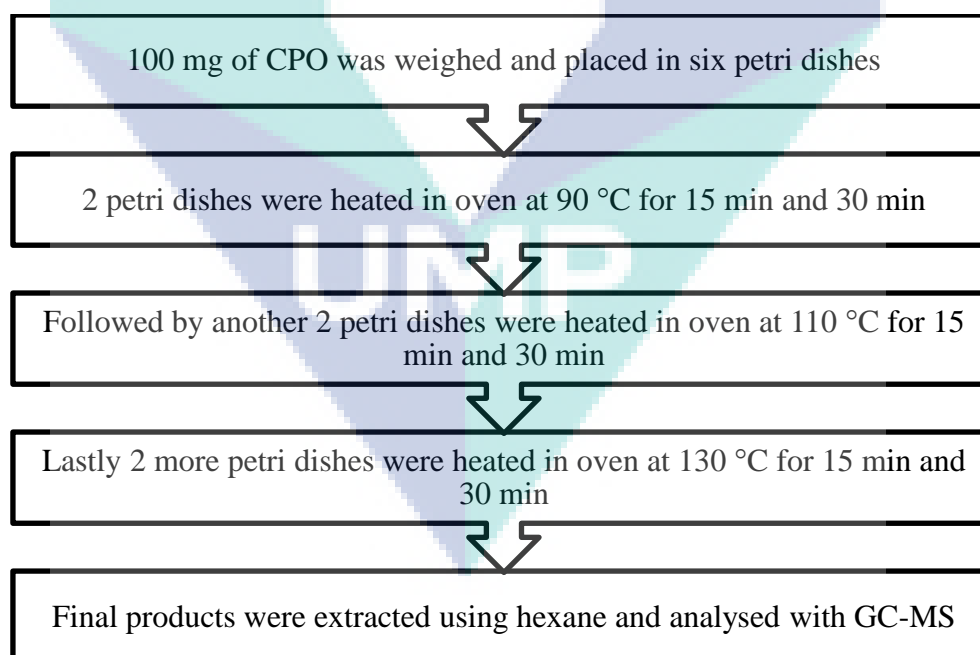 100 mg of CPO was weighed and placed in six petri dishes
2 petri dishes were heated in oven at 90 °C for 15 min and 30 min
UMP
Followed by another 2 petri dishes were heated in oven at 110 °C for 15
min and 30 min
Lastly 2 more petri dishes were heated in oven at 130 °C for 15 min and
30 min
Final products were extracted using hexane and analysed with GC-MS